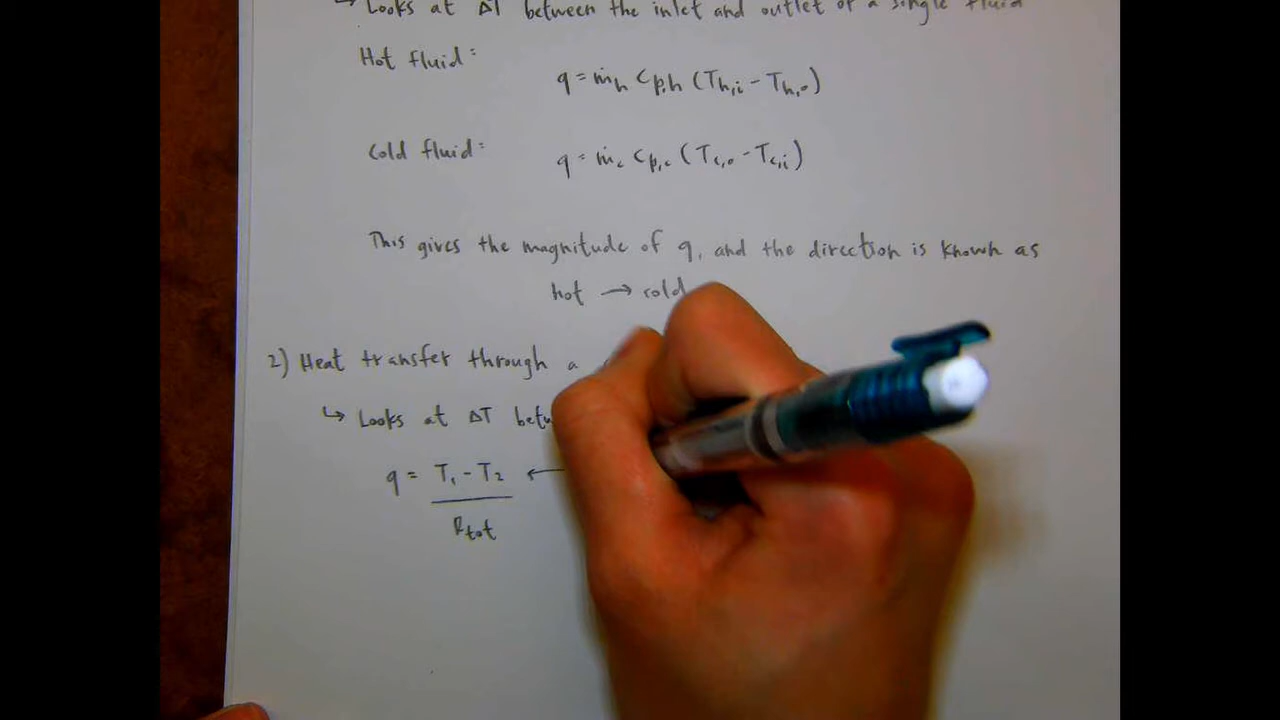 ↳ Looks at ΔT between the inlet and outlet of a single fluid
Hot fluid:
q = ṁh Cp,h (Th,i - Th,o)
Cold fluid:
q = ṁc Cp,c (Tc,o - Tc,i)
This gives the magnitude of q, and the direction is known as
hot → cold
2) Heat transfer through a
↳ Looks at ΔT
q = T1 - T2 ←
Rtot